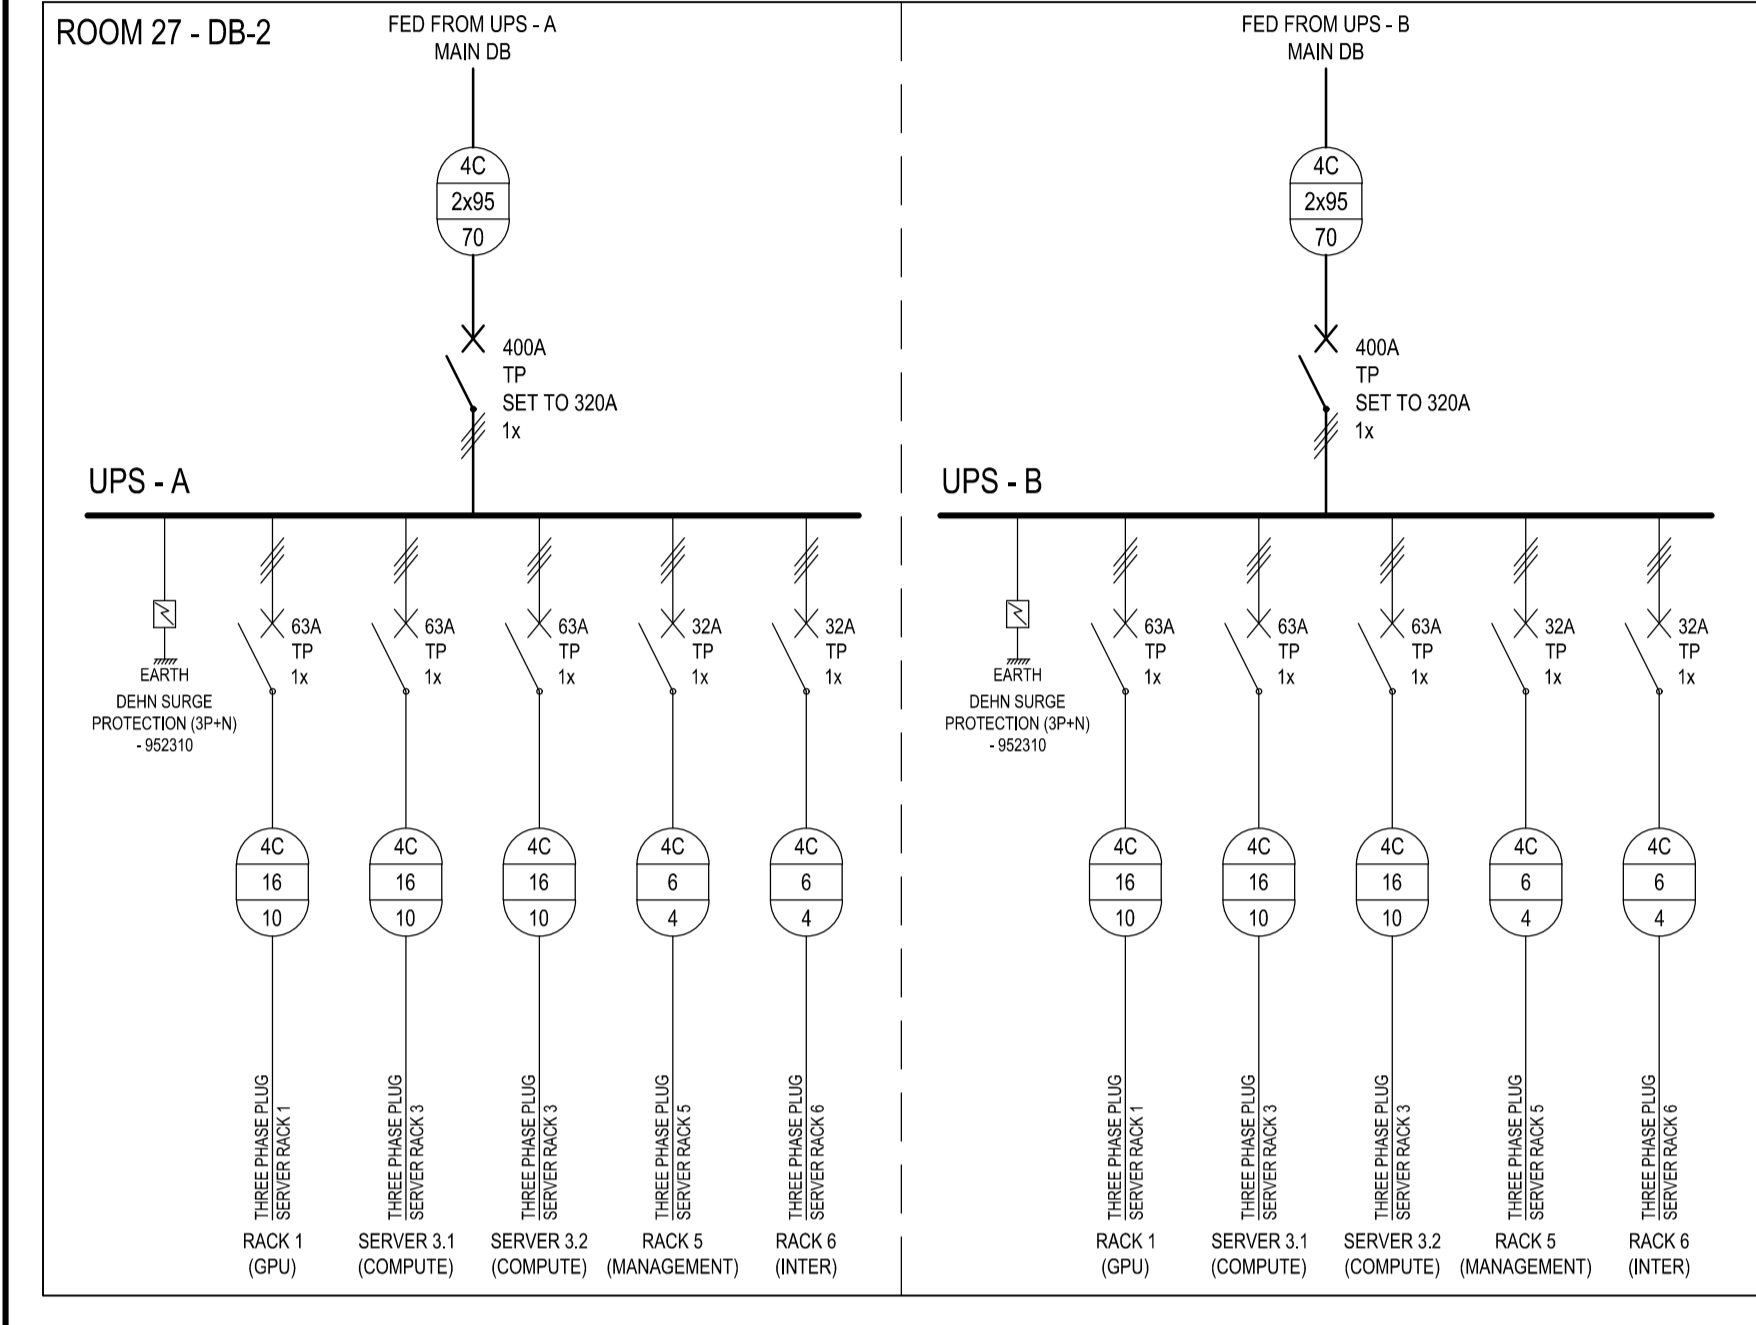 ROOM 27 - DB-2
FED FROM UPS - A
MAIN DB
4C
2x95
70
400A
TP
SET TO 320A
1x
UPS - A
EARTH
DEHN SURGE
PROTECTION (3P+N)
- 952310
63A
TP
1x
63A
TP
1x
63A
TP
1x
32A
TP
1x
32A
TP
1x
4C
16
10
4C
16
10
4C
16
10
4C
6
4
4C
6
4
THREE PHASE PLUG
SERVER RACK 1
THREE PHASE PLUG
SERVER RACK 3
THREE PHASE PLUG
SERVER RACK 3
THREE PHASE PLUG
SERVER RACK 5
THREE PHASE PLUG
SERVER RACK 6
RACK 1
(GPU)
SERVER 3.1
(COMPUTE)
SERVER 3.2
(COMPUTE)
RACK 5
(MANAGEMENT)
RACK 6
(INTER)
FED FROM UPS - B
MAIN DB
4C
2x95
70
400A
TP
SET TO 320A
1x
UPS - B
EARTH
DEHN SURGE
PROTECTION (3P+N)
- 952310
63A
TP
1x
63A
TP
1x
63A
TP
1x
32A
TP
1x
32A
TP
1x
4C
16
10
4C
16
10
4C
16
10
4C
6
4
4C
6
4
THREE PHASE PLUG
SERVER RACK 1
THREE PHASE PLUG
SERVER RACK 3
THREE PHASE PLUG
SERVER RACK 3
THREE PHASE PLUG
SERVER RACK 5
THREE PHASE PLUG
SERVER RACK 6
RACK 1
(GPU)
SERVER 3.1
(COMPUTE)
SERVER 3.2
(COMPUTE)
RACK 5
(MANAGEMENT)
RACK 6
(INTER)